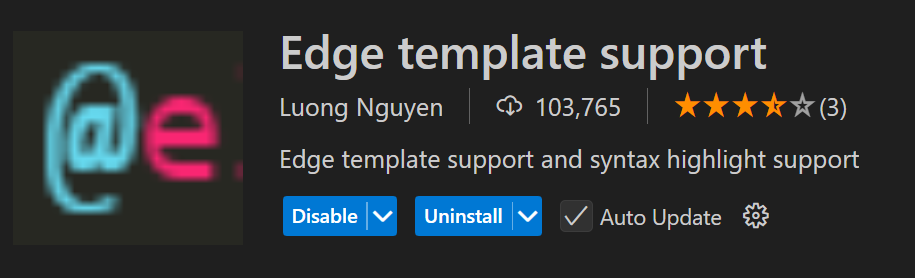 @e
Edge template support
Luong Nguyen 103,765 (3)
Edge template support and syntax highlight support
Disable Uninstall Auto Update